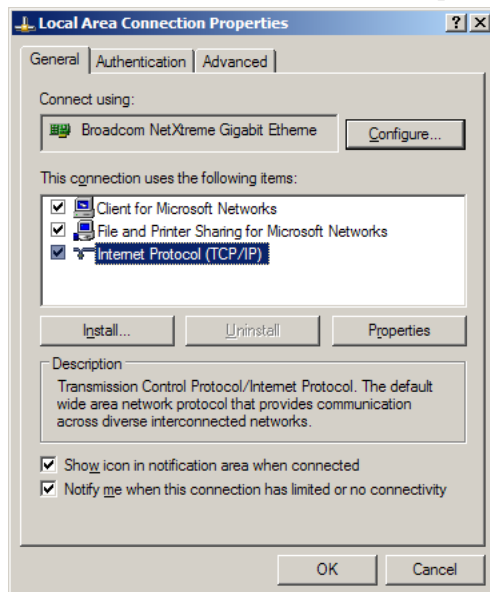 Local Area Connection Properties
General Authentication Advanced
Connect using:
Broadcom NetXtreme Gigabit Etherne Configure...
This connection uses the following items:
Client for Microsoft Networks
File and Printer Sharing for Microsoft Networks
Internet Protocol (TCP/IP)
Install... Uninstall Properties
Description
Transmission Control Protocol/Internet Protocol. The default
wide area network protocol that provides communication
across diverse interconnected networks.
Show icon in notification area when connected
Notify me when this connection has limited or no connectivity
OK Cancel